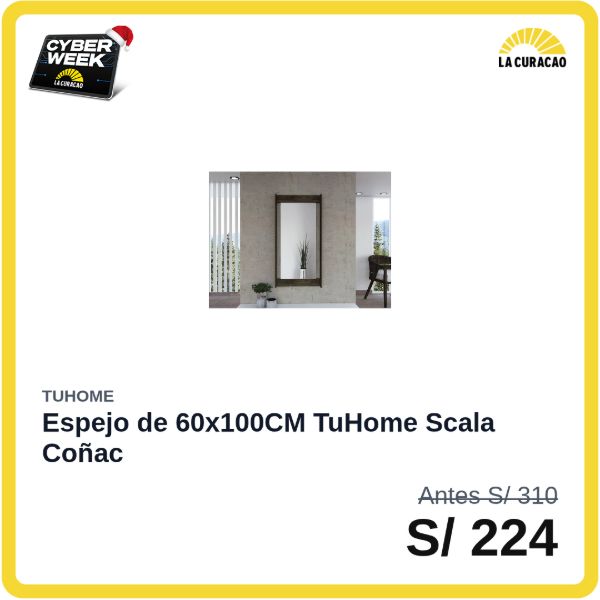 CYBER
WEEK
LA CURACAO
LA CURACAO
TUHOME
Espejo de 60x100CM TuHome Scala
Coñac
Antes S/ 310
S/ 224